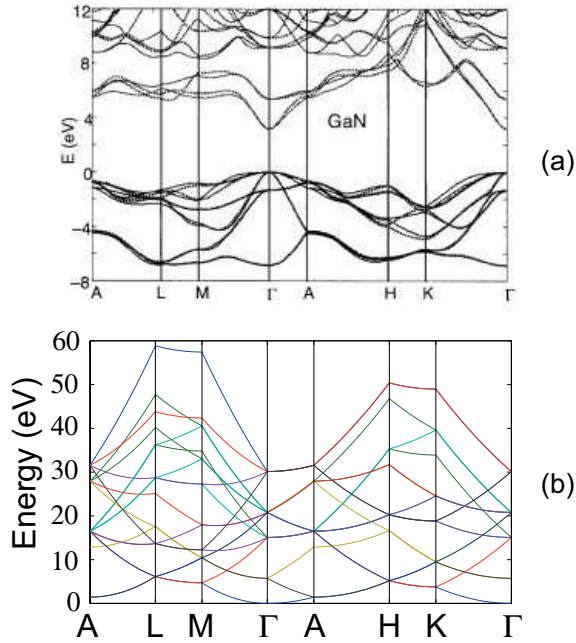 12
8
4
0
−4
−8
E (eV)
GaN
A L M Γ A H K Γ
(a)
60
50
40
30
20
10
0
Energy (eV)
A L M Γ A H K Γ
(b)